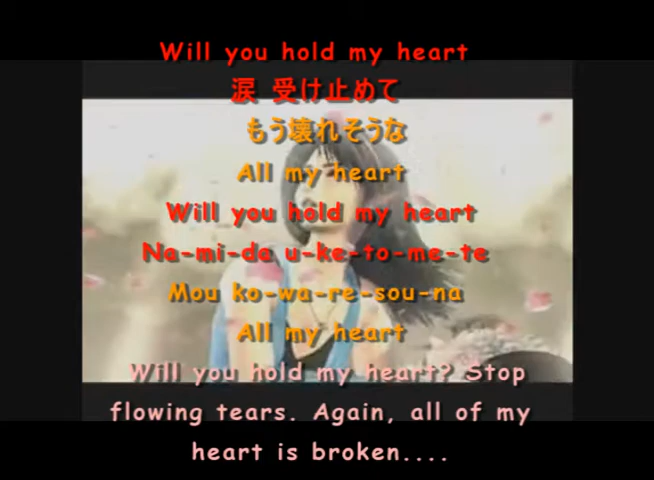 Will you hold my heart
涙 受け止めて
もう壊れそうな
All my heart
Will you hold my heart
Na-mi-da u-ke-to-me-te
Mou ko-wa-re-sou-na
All my heart
Will you hold my heart? Stop
flowing tears. Again, all of my
heart is broken....